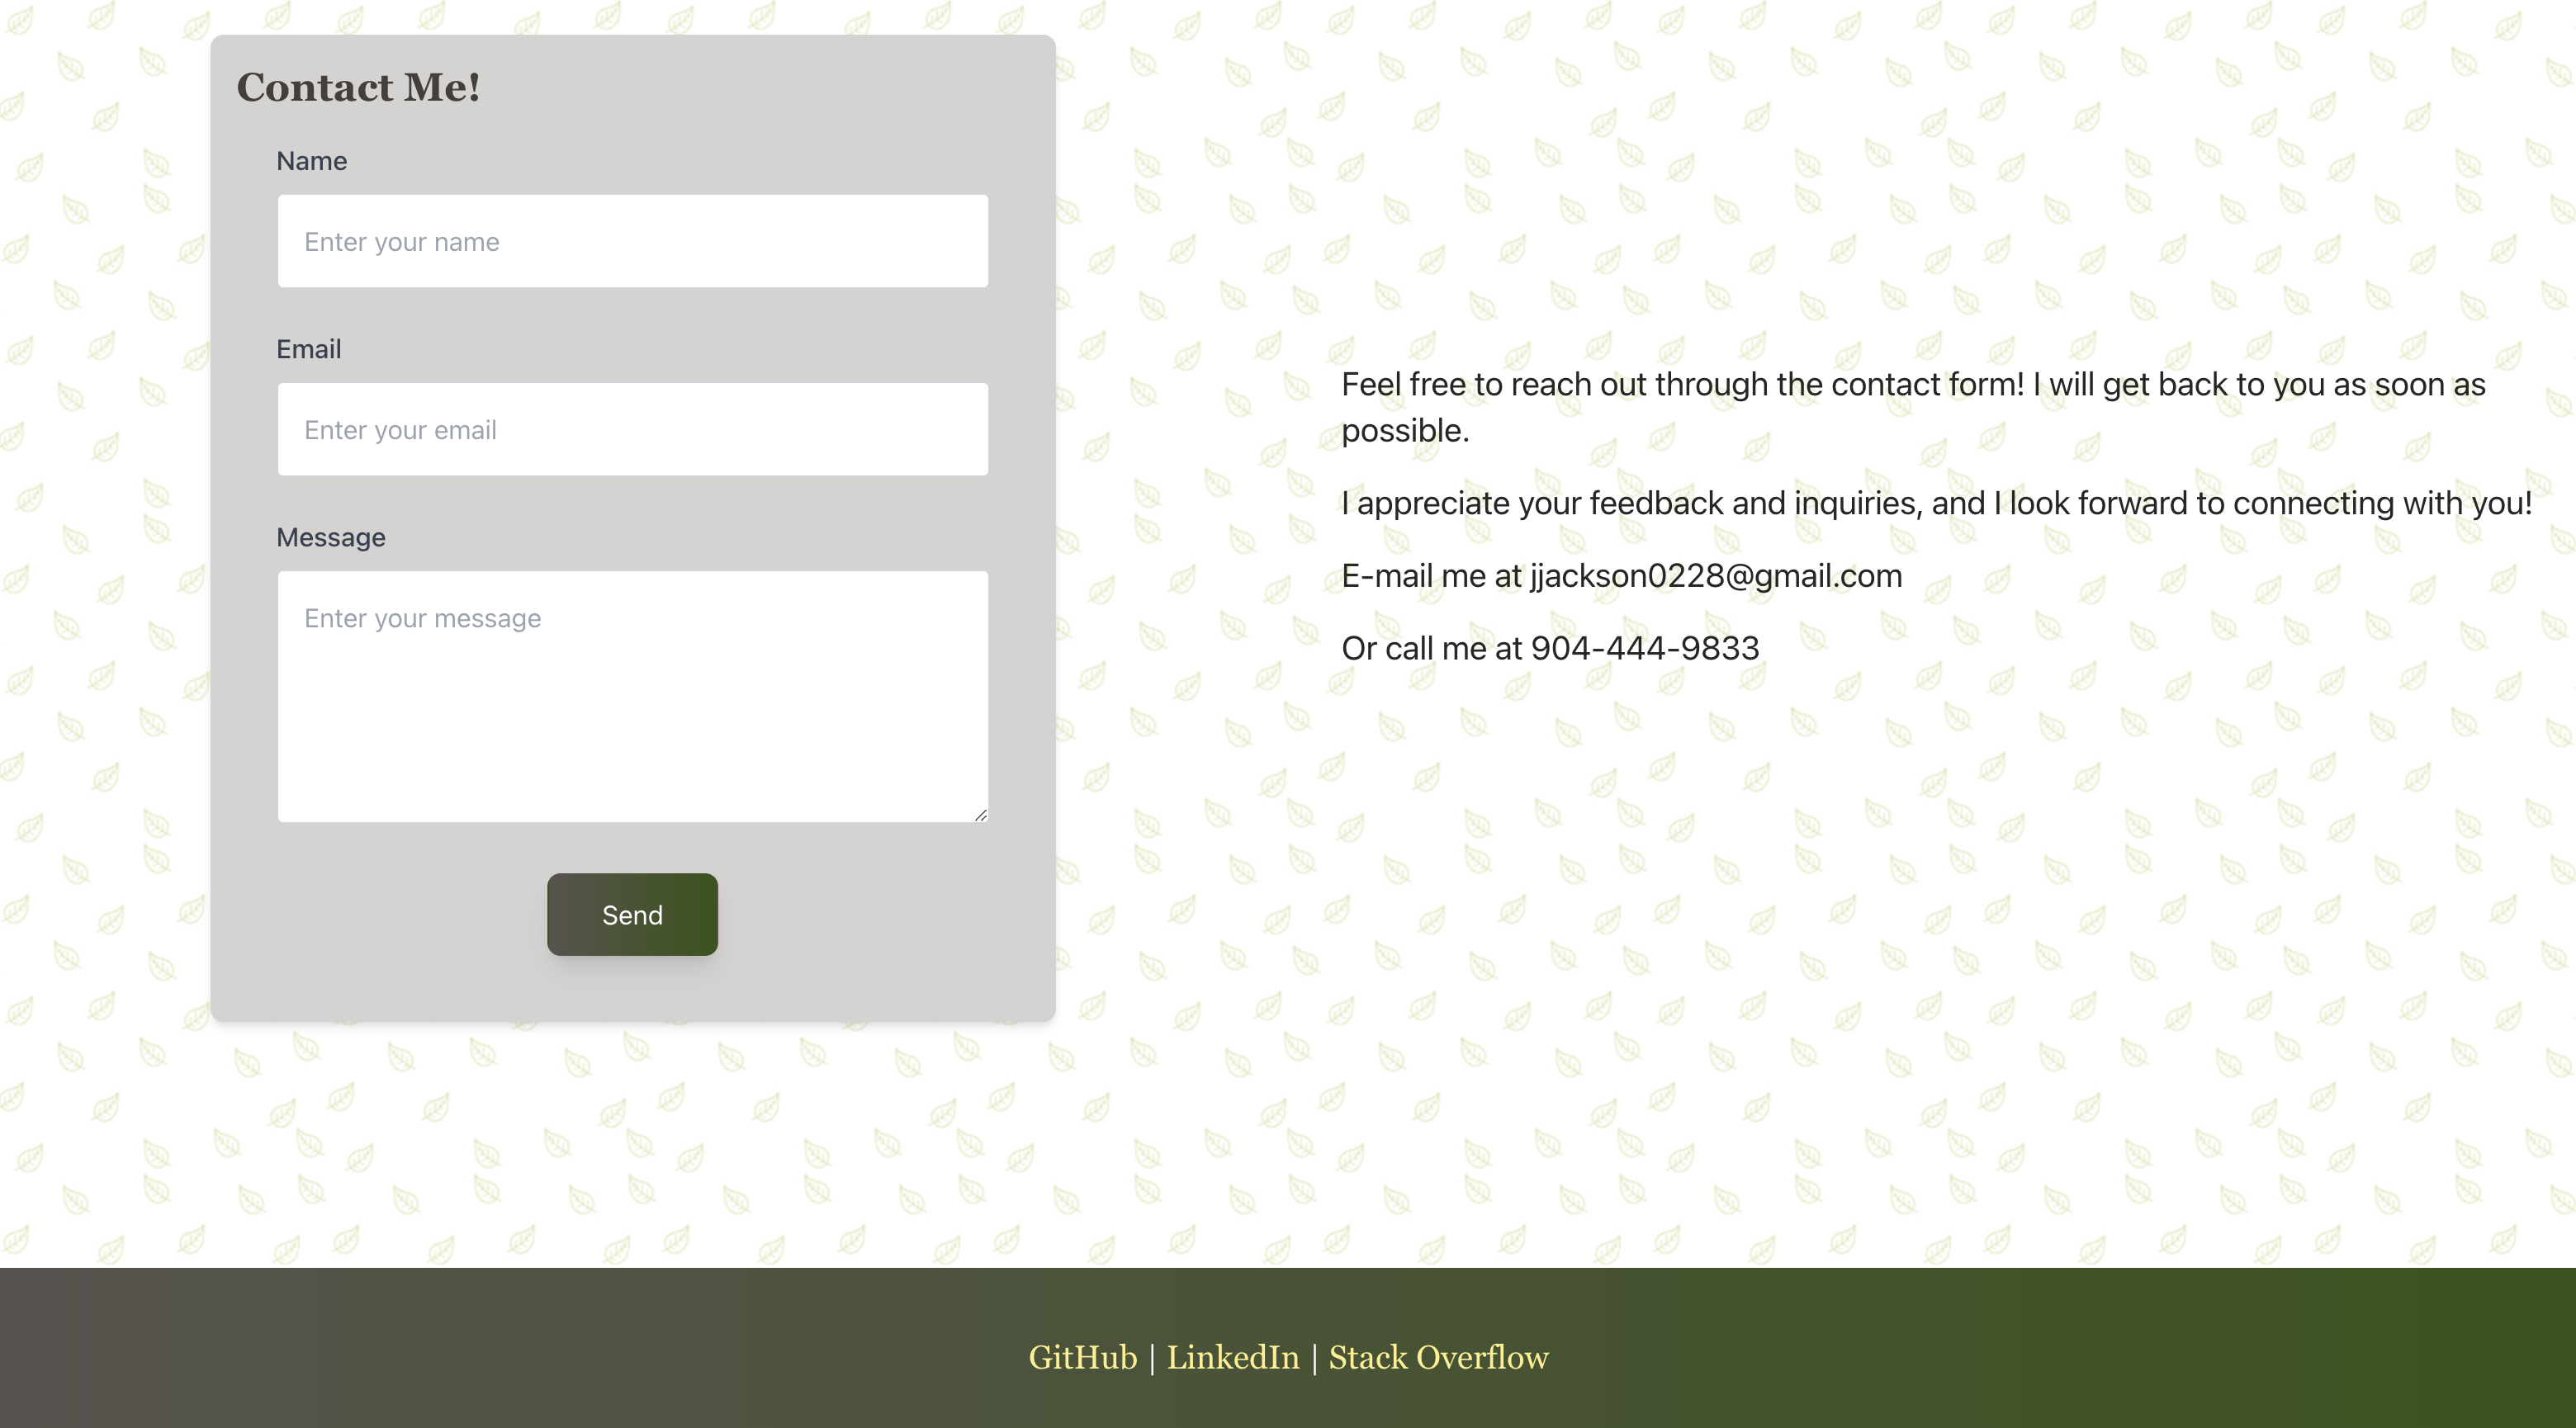 Contact Me!
Name
Enter your name
Email
Enter your email
Message
Enter your message
Send
Feel free to reach out through the contact form! I will get back to you as soon as
possible.
I appreciate your feedback and inquiries, and I look forward to connecting with you!
E-mail me at jjackson0228@gmail.com
Or call me at 904-444-9833
GitHub | LinkedIn | Stack Overflow